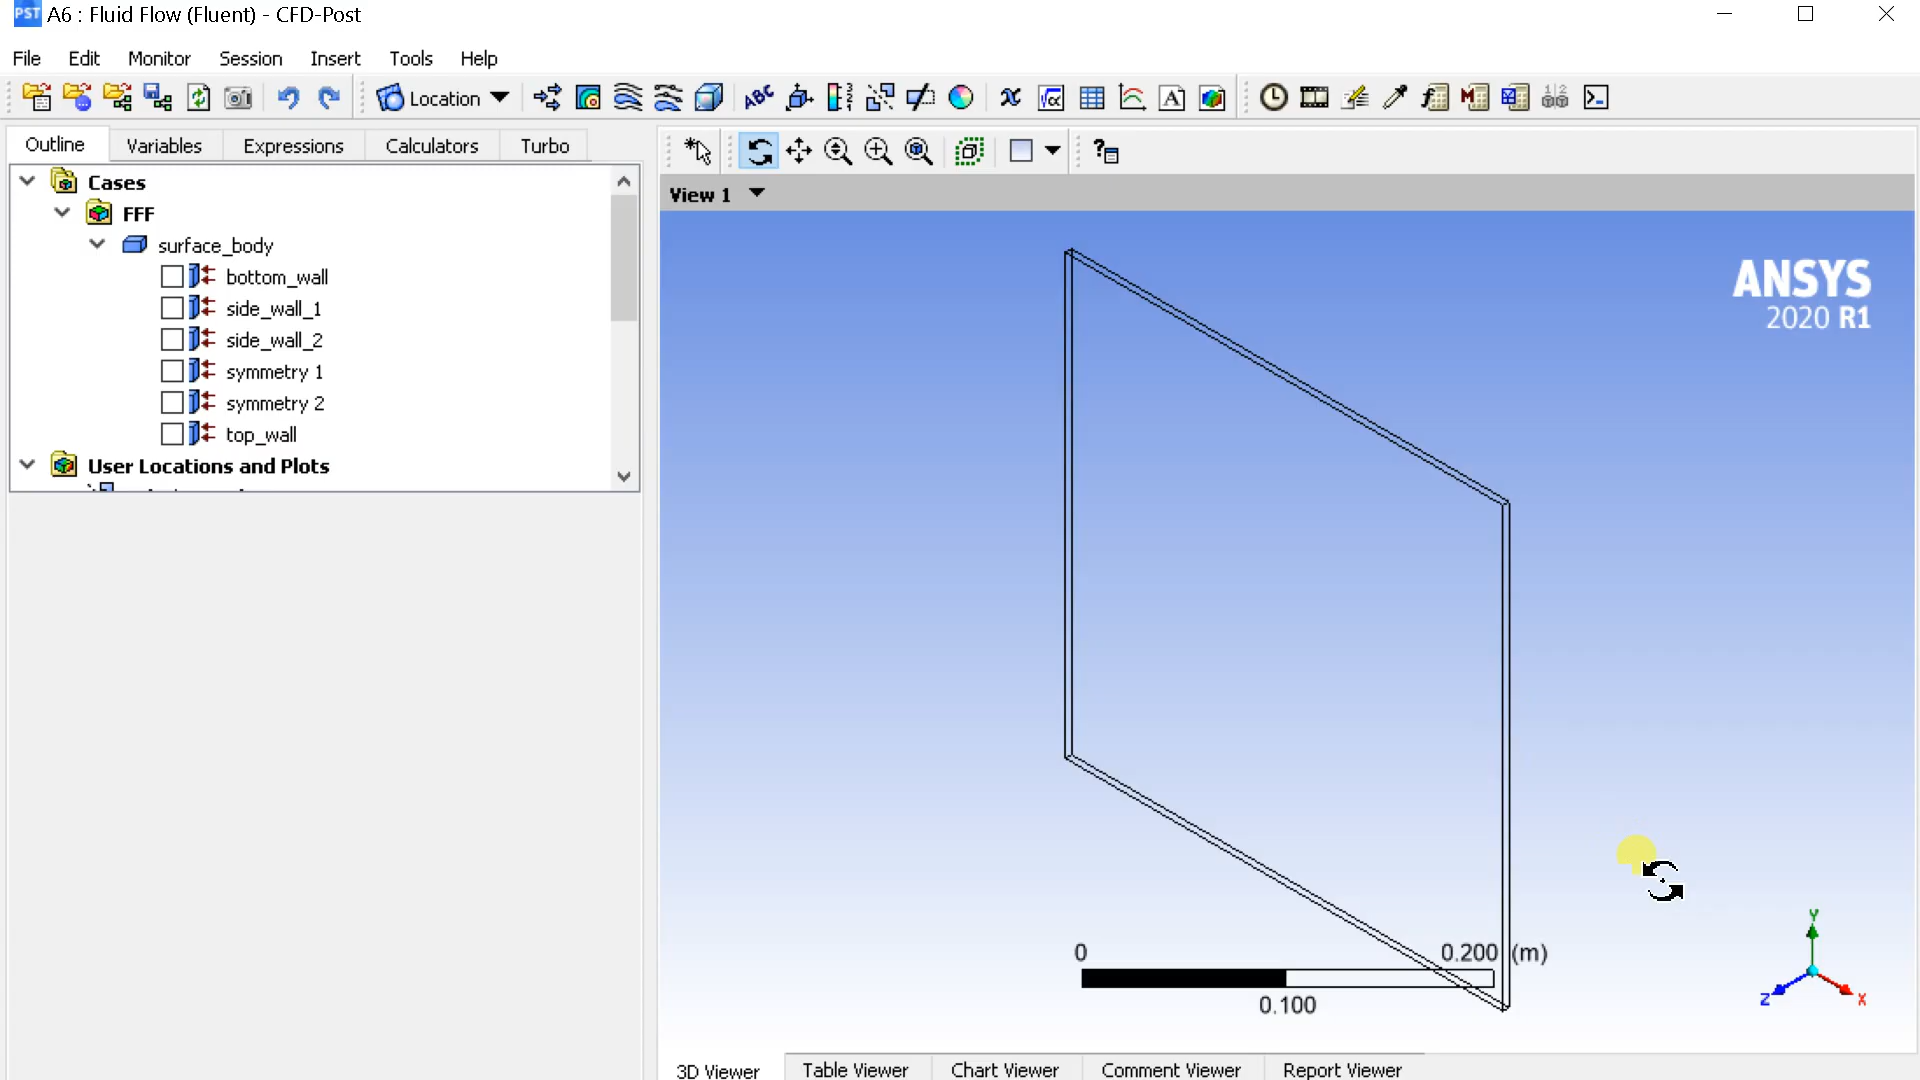 PST A6 : Fluid Flow (Fluent) - CFD-Post
File Edit Monitor Session Insert Tools Help
Location
Outline Variables Expressions Calculators Turbo
Cases
FFF
surface_body
bottom_wall
side_wall_1
side_wall_2
symmetry 1
symmetry 2
top_wall
User Locations and Plots
View 1
ANSYS
2020 R1
0 0.200 (m)
0.100
Y
Z X
3D Viewer Table Viewer Chart Viewer Comment Viewer Report Viewer